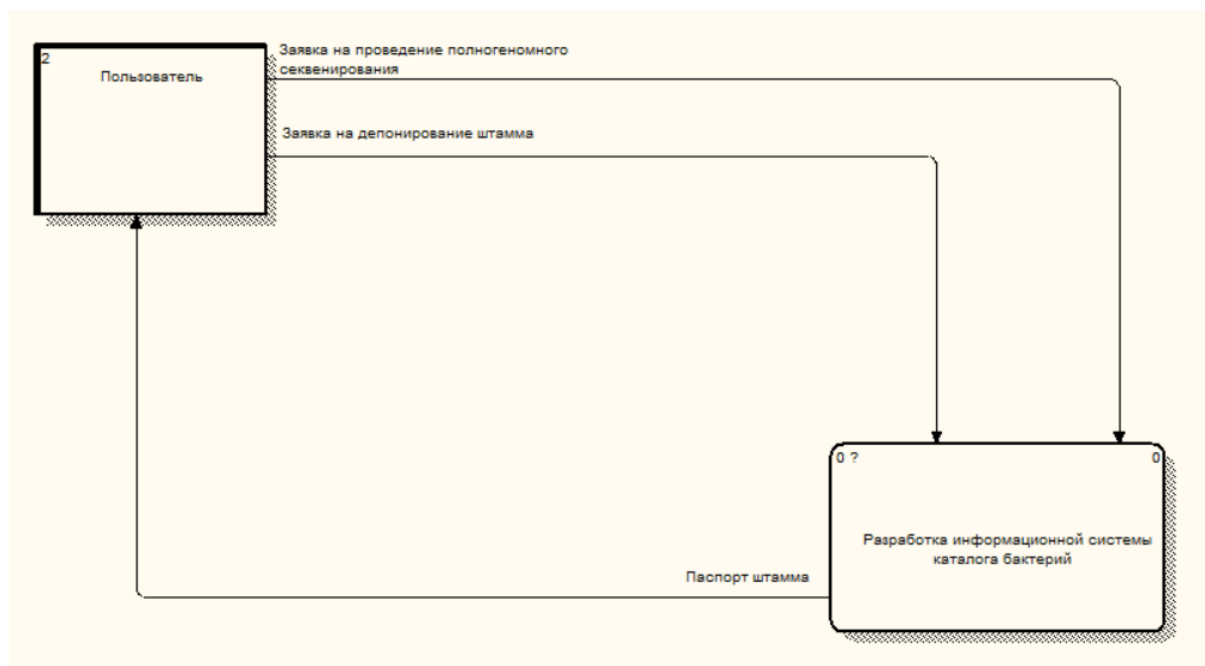 2
Пользователь
Заявка на проведение полногеномного
секвенирования
Заявка на депонирование штамма
0 ?
0
Разработка информационной системы
каталога бактерий
Паспорт штамма